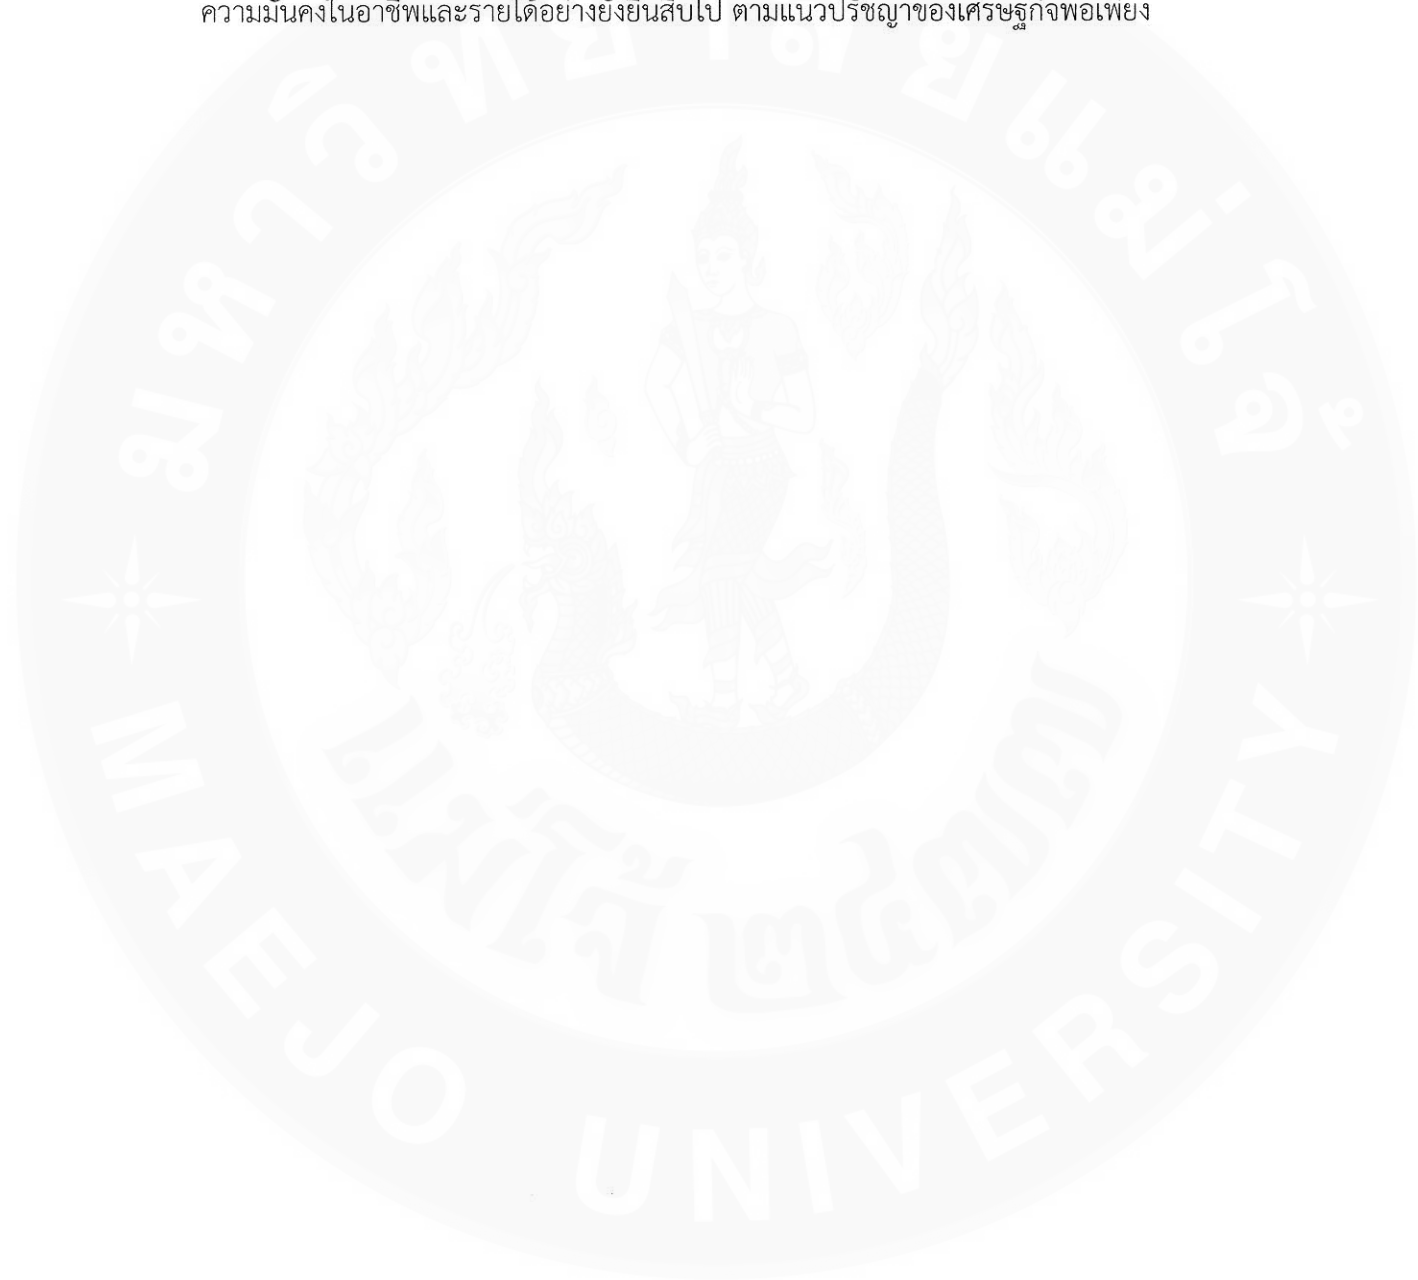 ความมั่นคงในอาชีพและรายได้อย่างยั่งยืนสืบไป ตามแนวปรัชญาของเศรษฐกิจพอเพียง
มหาวิทยาลัยแม่โจ้
แม่โจ้ ๒๔๗๗
MAEJO UNIVERSITY